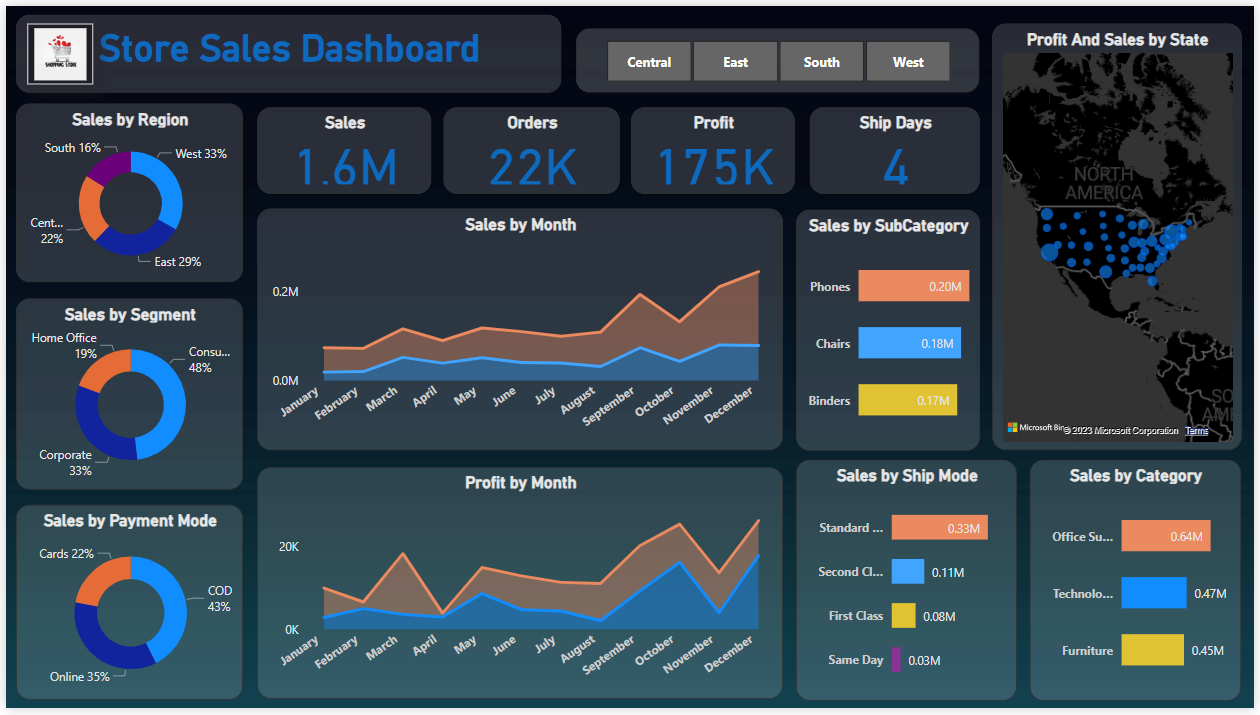 SHOPPING STORE
Store Sales Dashboard
Central
East
South
West
Profit And Sales by State
NORTH
AMERICA
SO
AM
Microsoft Bin
© 2023 Microsoft Corporation
Terms
Sales by Region
South 16%
West 33%
Cent...
22%
East 29%
Sales
1.6M
Orders
22K
Profit
175K
Ship Days
4
Sales by Month
0.2M
0.0M
January
February
March
April
May
June
July
August
September
October
November
December
Sales by SubCategory
Phones
0.20M
Chairs
0.18M
Binders
0.17M
Sales by Segment
Home Office
19%
Consu...
48%
Corporate
33%
Profit by Month
20K
0K
January
February
March
April
May
June
July
August
September
October
November
December
Sales by Payment Mode
Cards 22%
COD
43%
Online 35%
Sales by Ship Mode
Standard ...
0.33M
Second Cl...
0.11M
First Class
0.08M
Same Day
0.03M
Sales by Category
Office Su...
0.64M
Technolo...
0.47M
Furniture
0.45M